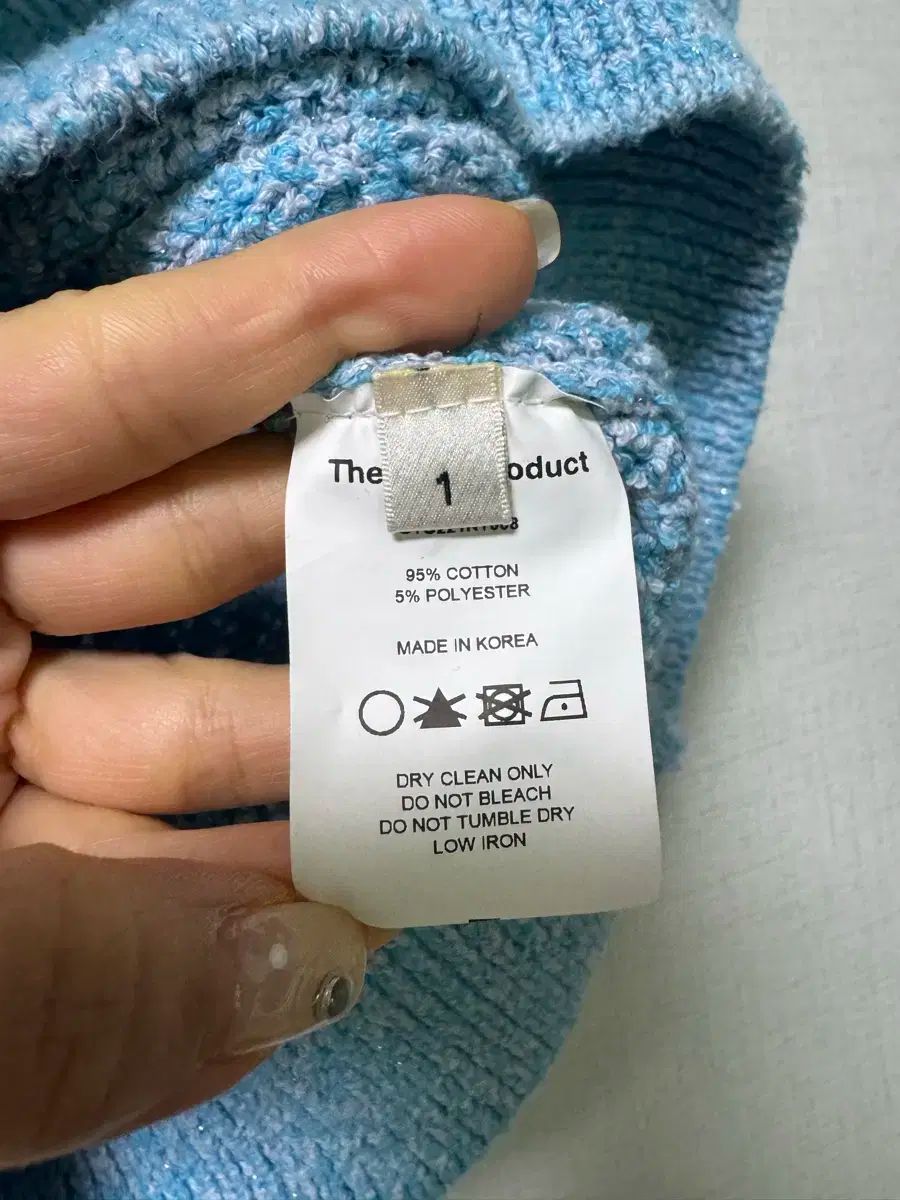 The oduct
1
95% COTTON
5% POLYESTER
MADE IN KOREA
DRY CLEAN ONLY
DO NOT BLEACH
DO NOT TUMBLE DRY
LOW IRON